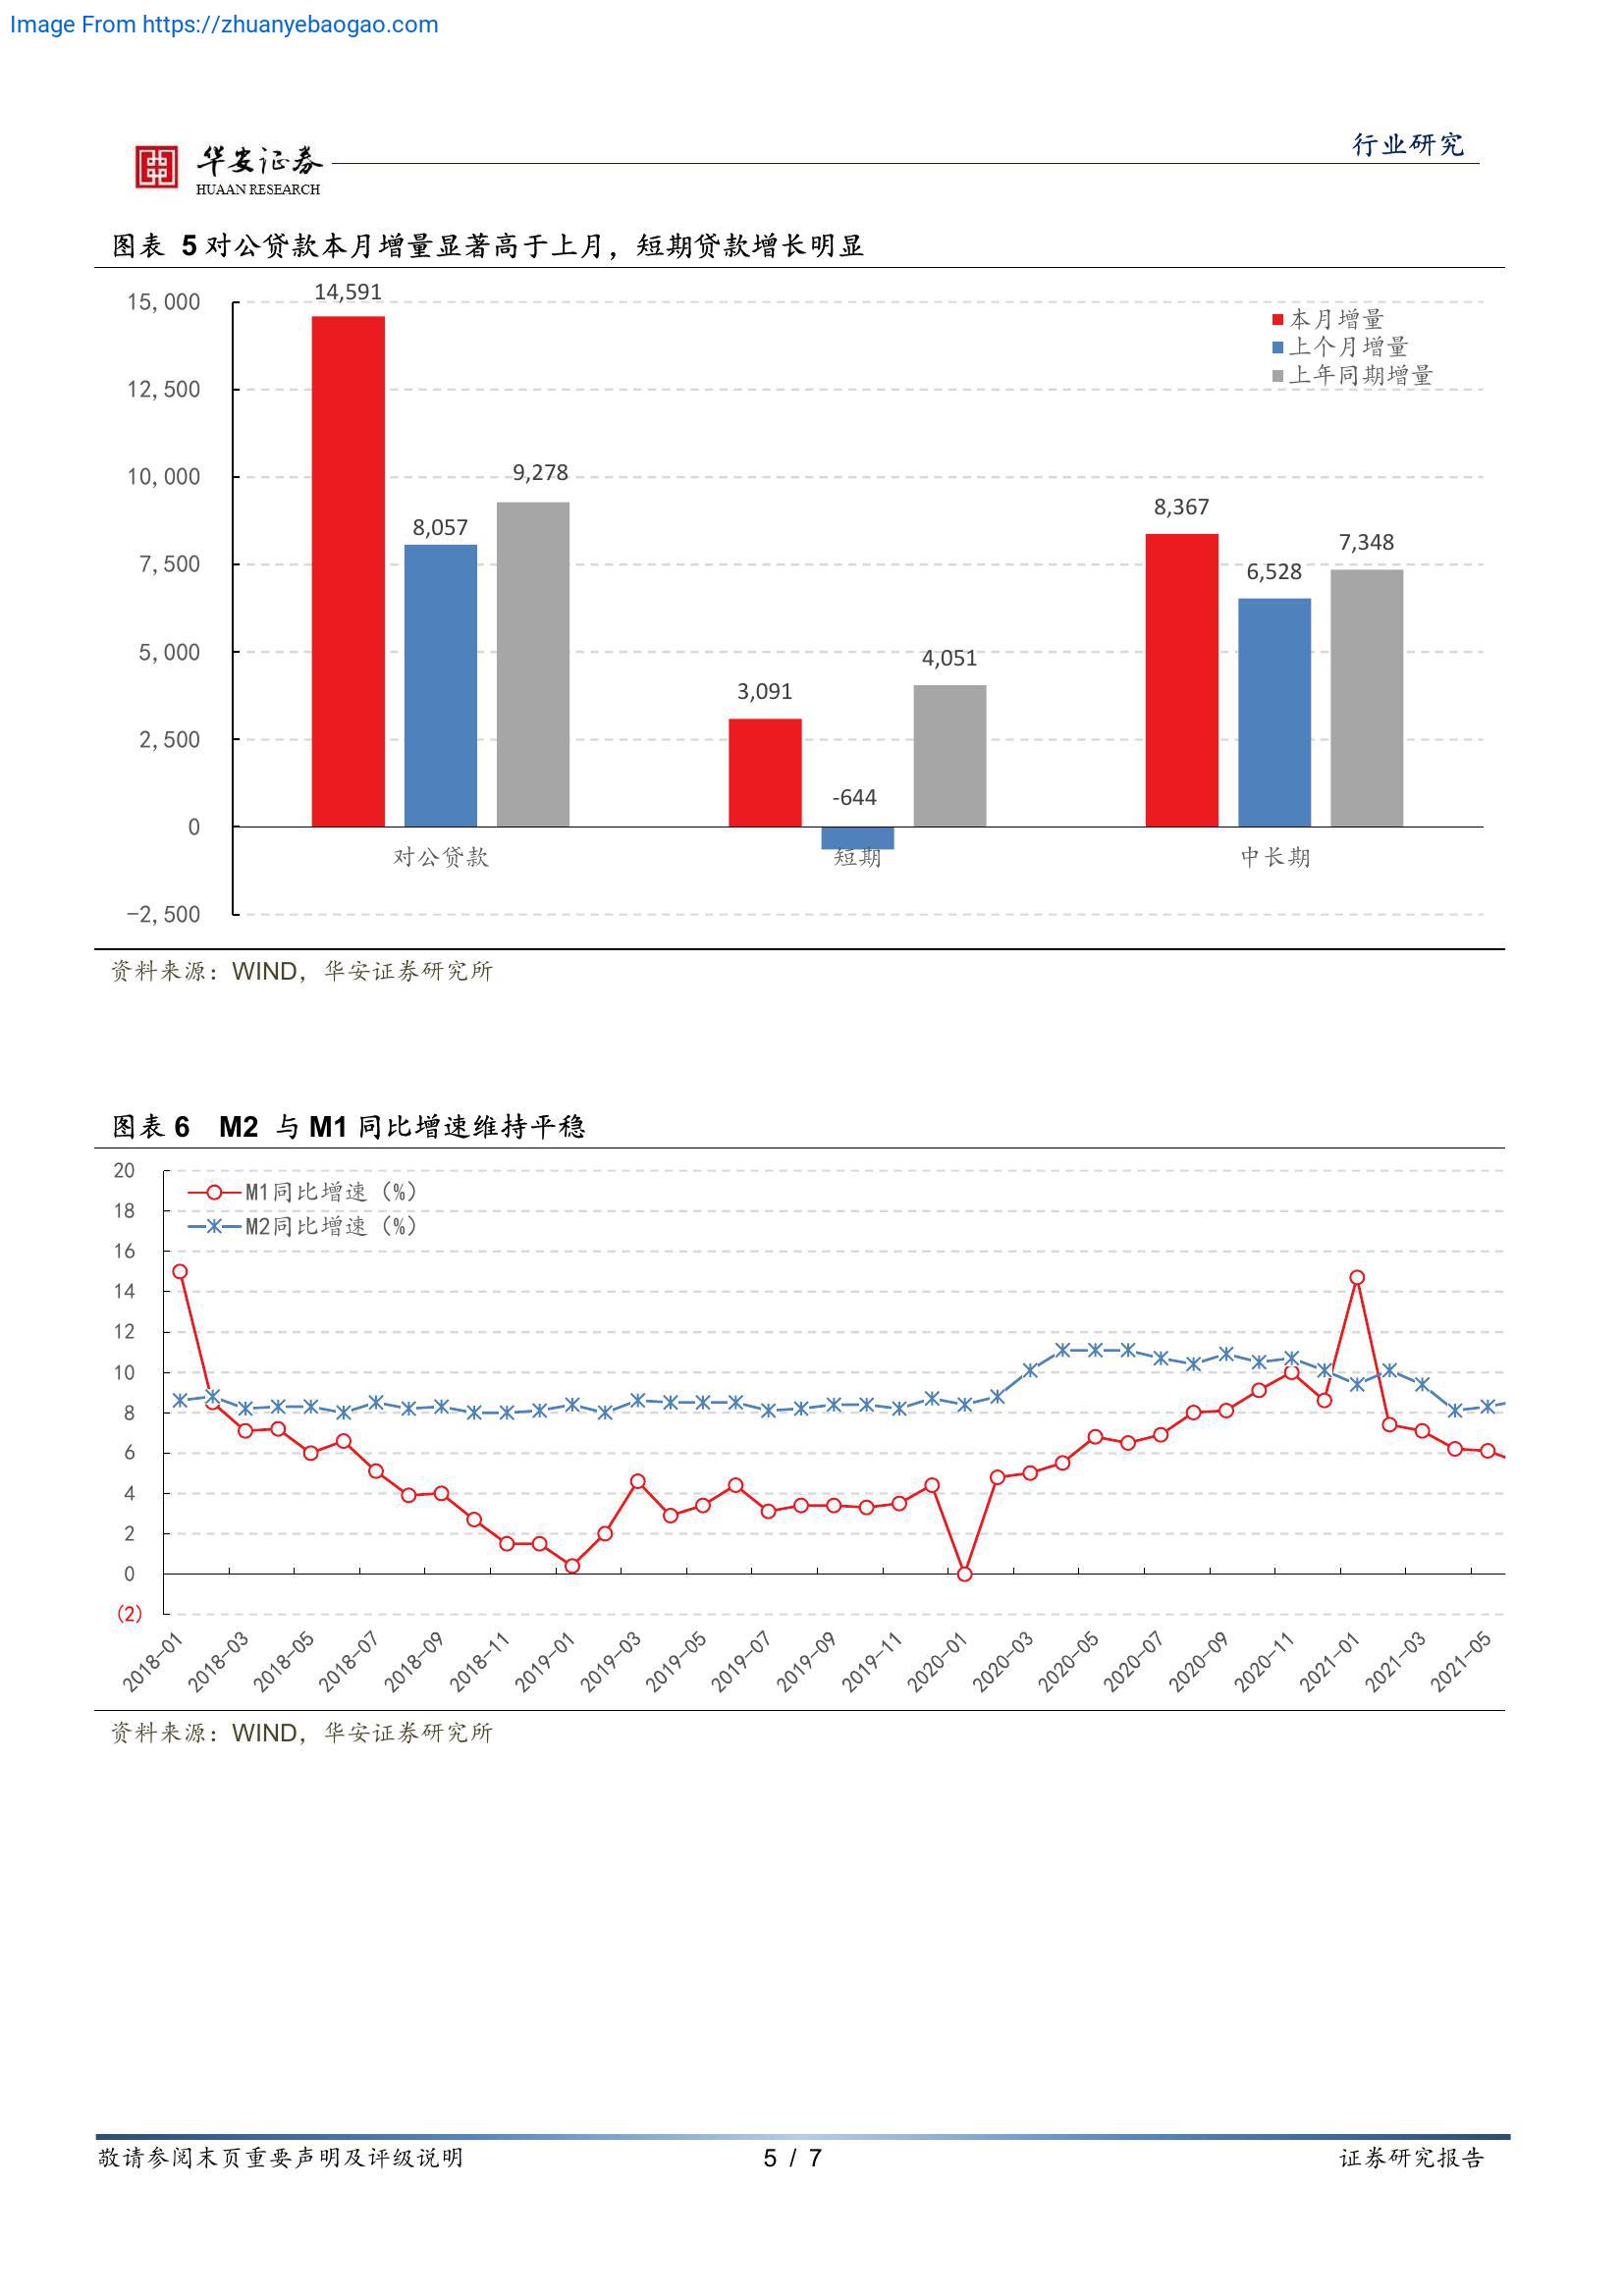 Image From https://zhuanyebaogao.com
华安证券
HUAAN RESEARCH
行业研究
图表 5 对公贷款本月增量显著高于上月，短期贷款增长明显
15,000
12,500
10,000
7,500
5,000
2,500
0
-2,500
14,591
8,057
9,278
3,091
-644
4,051
8,367
6,528
7,348
本月增量
上个月增量
上年同期增量
对公贷款
短期
中长期
资料来源：WIND，华安证券研究所
图表 6 M2 与 M1 同比增速维持平稳
20
18
16
14
12
10
8
6
4
2
0
(2)
M1同比增速（%）
M2同比增速（%）
2018-01
2018-03
2018-05
2018-07
2018-09
2018-11
2019-01
2019-03
2019-05
2019-07
2019-09
2019-11
2020-01
2020-03
2020-05
2020-07
2020-09
2020-11
2021-01
2021-03
2021-05
资料来源：WIND，华安证券研究所
敬请参阅末页重要声明及评级说明
5 / 7
证券研究报告